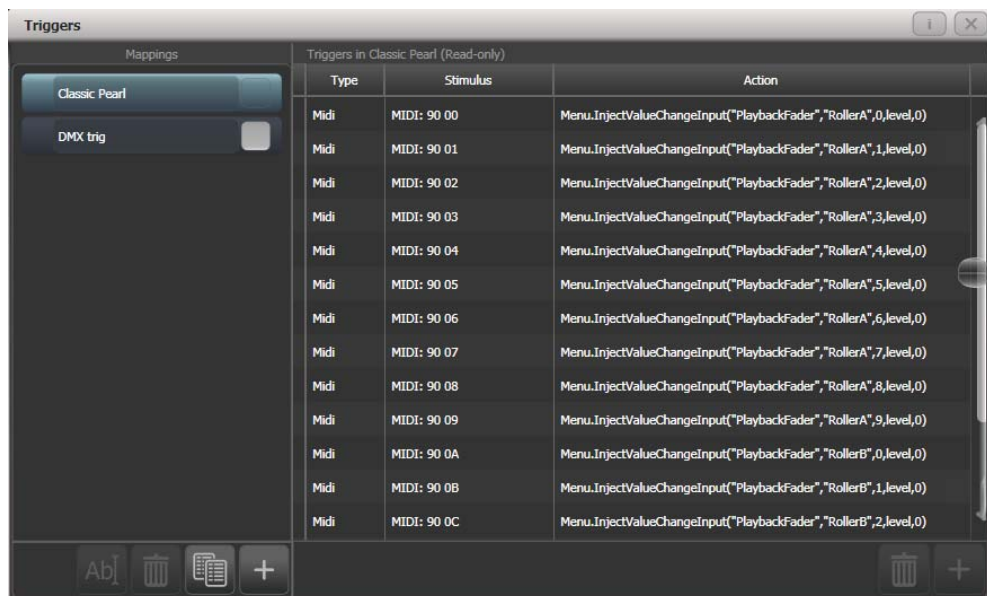 Triggers
i
Mappings
Triggers in Classic Pearl (Read-only)
Classic Pearl
DMX trig
Type Stimulus Action
Midi MIDI: 90 00 Menu.InjectValueChangeInput("PlaybackFader","RollerA",0,level,0)
Midi MIDI: 90 01 Menu.InjectValueChangeInput("PlaybackFader","RollerA",1,level,0)
Midi MIDI: 90 02 Menu.InjectValueChangeInput("PlaybackFader","RollerA",2,level,0)
Midi MIDI: 90 03 Menu.InjectValueChangeInput("PlaybackFader","RollerA",3,level,0)
Midi MIDI: 90 04 Menu.InjectValueChangeInput("PlaybackFader","RollerA",4,level,0)
Midi MIDI: 90 05 Menu.InjectValueChangeInput("PlaybackFader","RollerA",5,level,0)
Midi MIDI: 90 06 Menu.InjectValueChangeInput("PlaybackFader","RollerA",6,level,0)
Midi MIDI: 90 07 Menu.InjectValueChangeInput("PlaybackFader","RollerA",7,level,0)
Midi MIDI: 90 08 Menu.InjectValueChangeInput("PlaybackFader","RollerA",8,level,0)
Midi MIDI: 90 09 Menu.InjectValueChangeInput("PlaybackFader","RollerA",9,level,0)
Midi MIDI: 90 0A Menu.InjectValueChangeInput("PlaybackFader","RollerB",0,level,0)
Midi MIDI: 90 0B Menu.InjectValueChangeInput("PlaybackFader","RollerB",1,level,0)
Midi MIDI: 90 0C Menu.InjectValueChangeInput("PlaybackFader","RollerB",2,level,0)
Ab